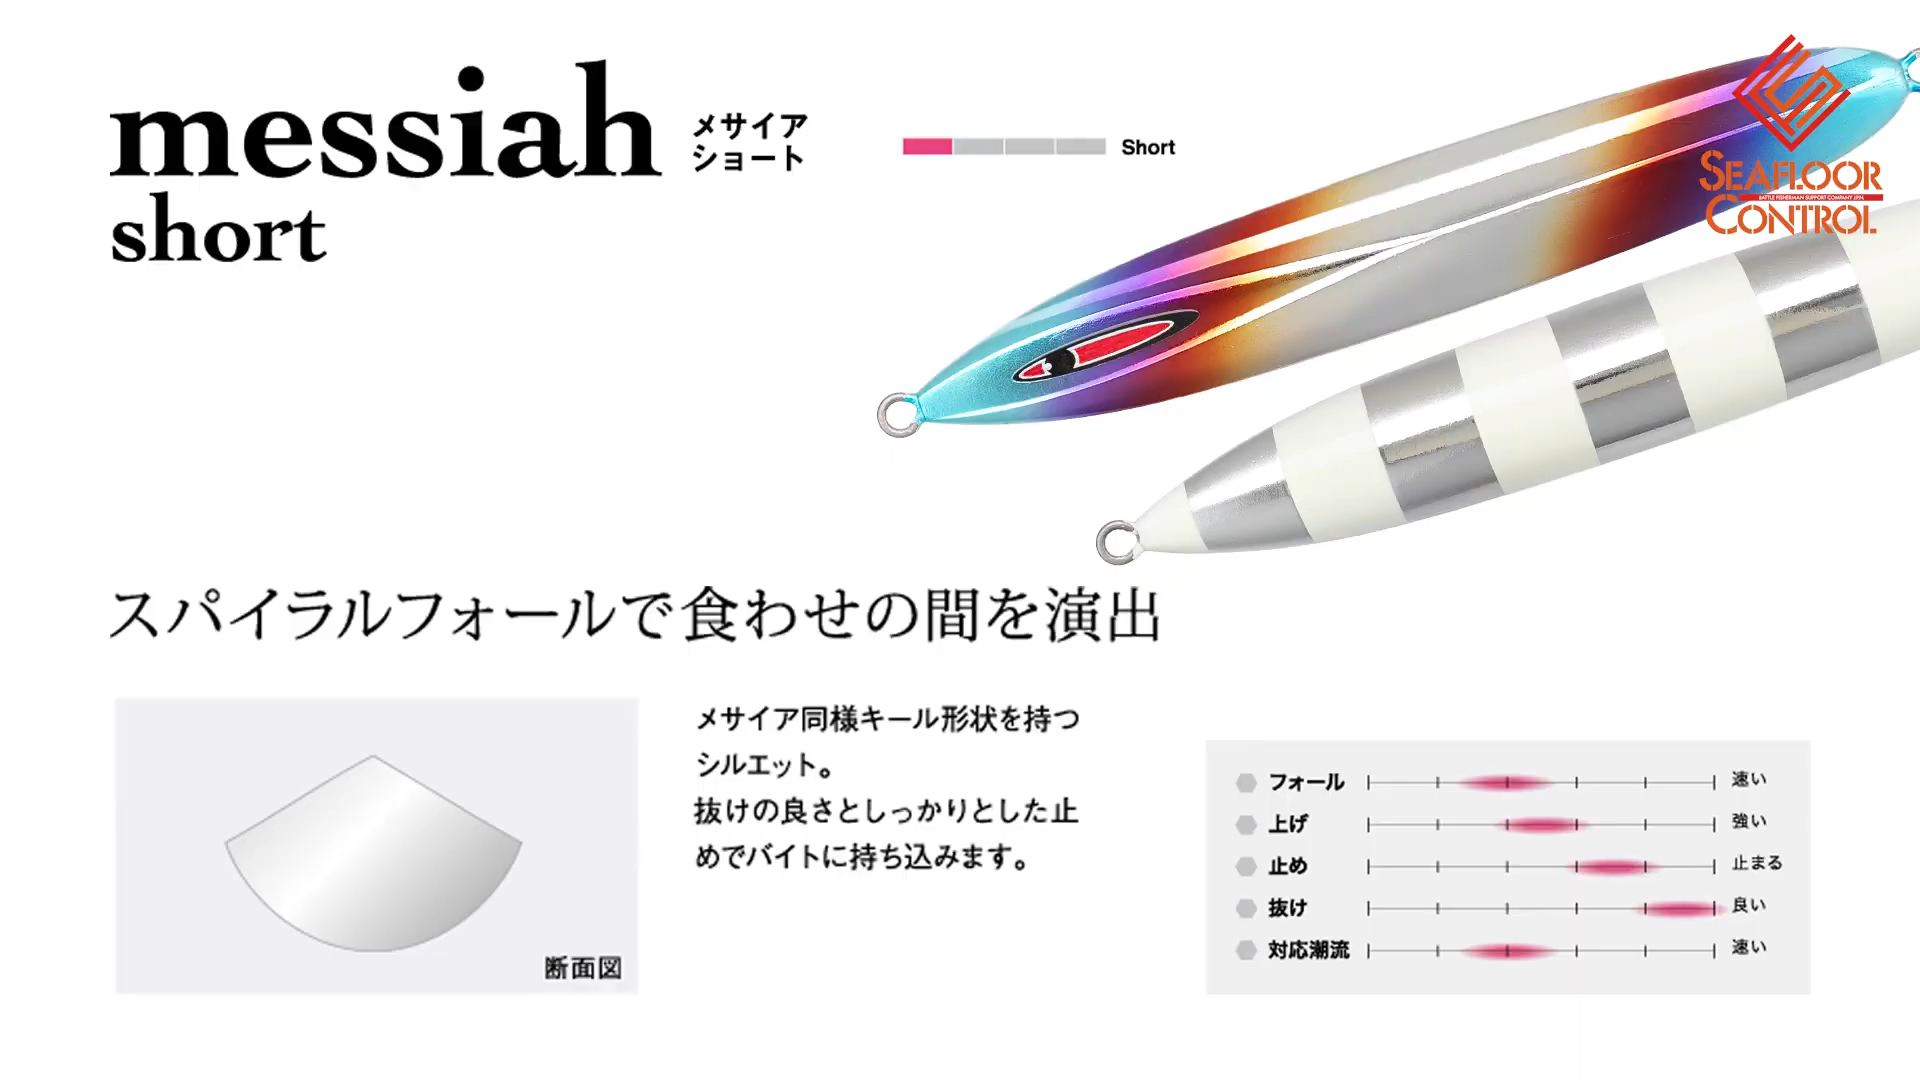 messiah
short
メサイア
ショート
Short
SEAFLOOR
BATTLE FISHERMAN SUPPORT COMPANY JPN.
CONTROL
スパイラルフォールで食わせの間を演出
断面図
メサイア同様キール形状を持つ
シルエット。
抜けの良さとしっかりとした止
めでバイトに持ち込みます。
フォール 速い
上げ 強い
止め 止まる
抜け 良い
対応潮流 速い